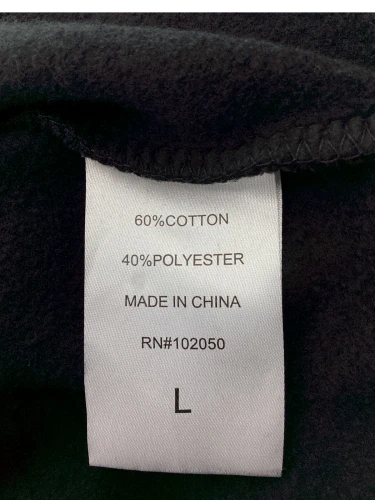 60%COTTON
40%POLYESTER
MADE IN CHINA
RN#102050
L